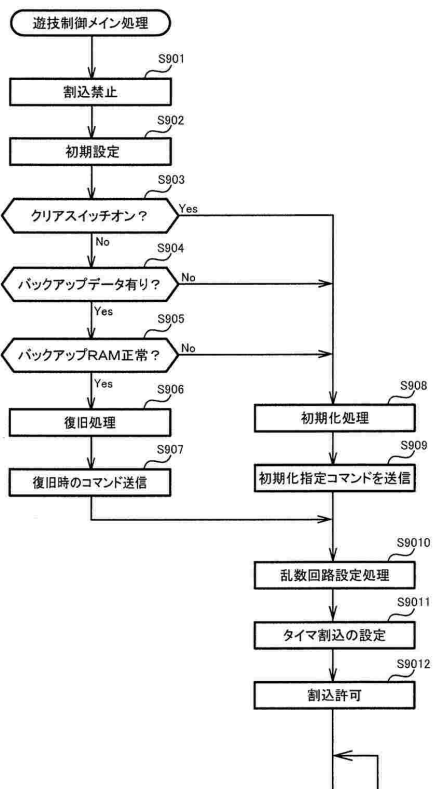 遊技制御メイン処理
S901
割込禁止
S902
初期設定
S903
クリアスイッチオン？
Yes
No
S904
バックアップデータ有り？
No
Yes
S905
バックアップRAM正常？
No
Yes
S906
復旧処理
S907
復旧時のコマンド送信
S908
初期化処理
S909
初期化指定コマンドを送信
S9010
乱数回路設定処理
S9011
タイマ割込の設定
S9012
割込許可